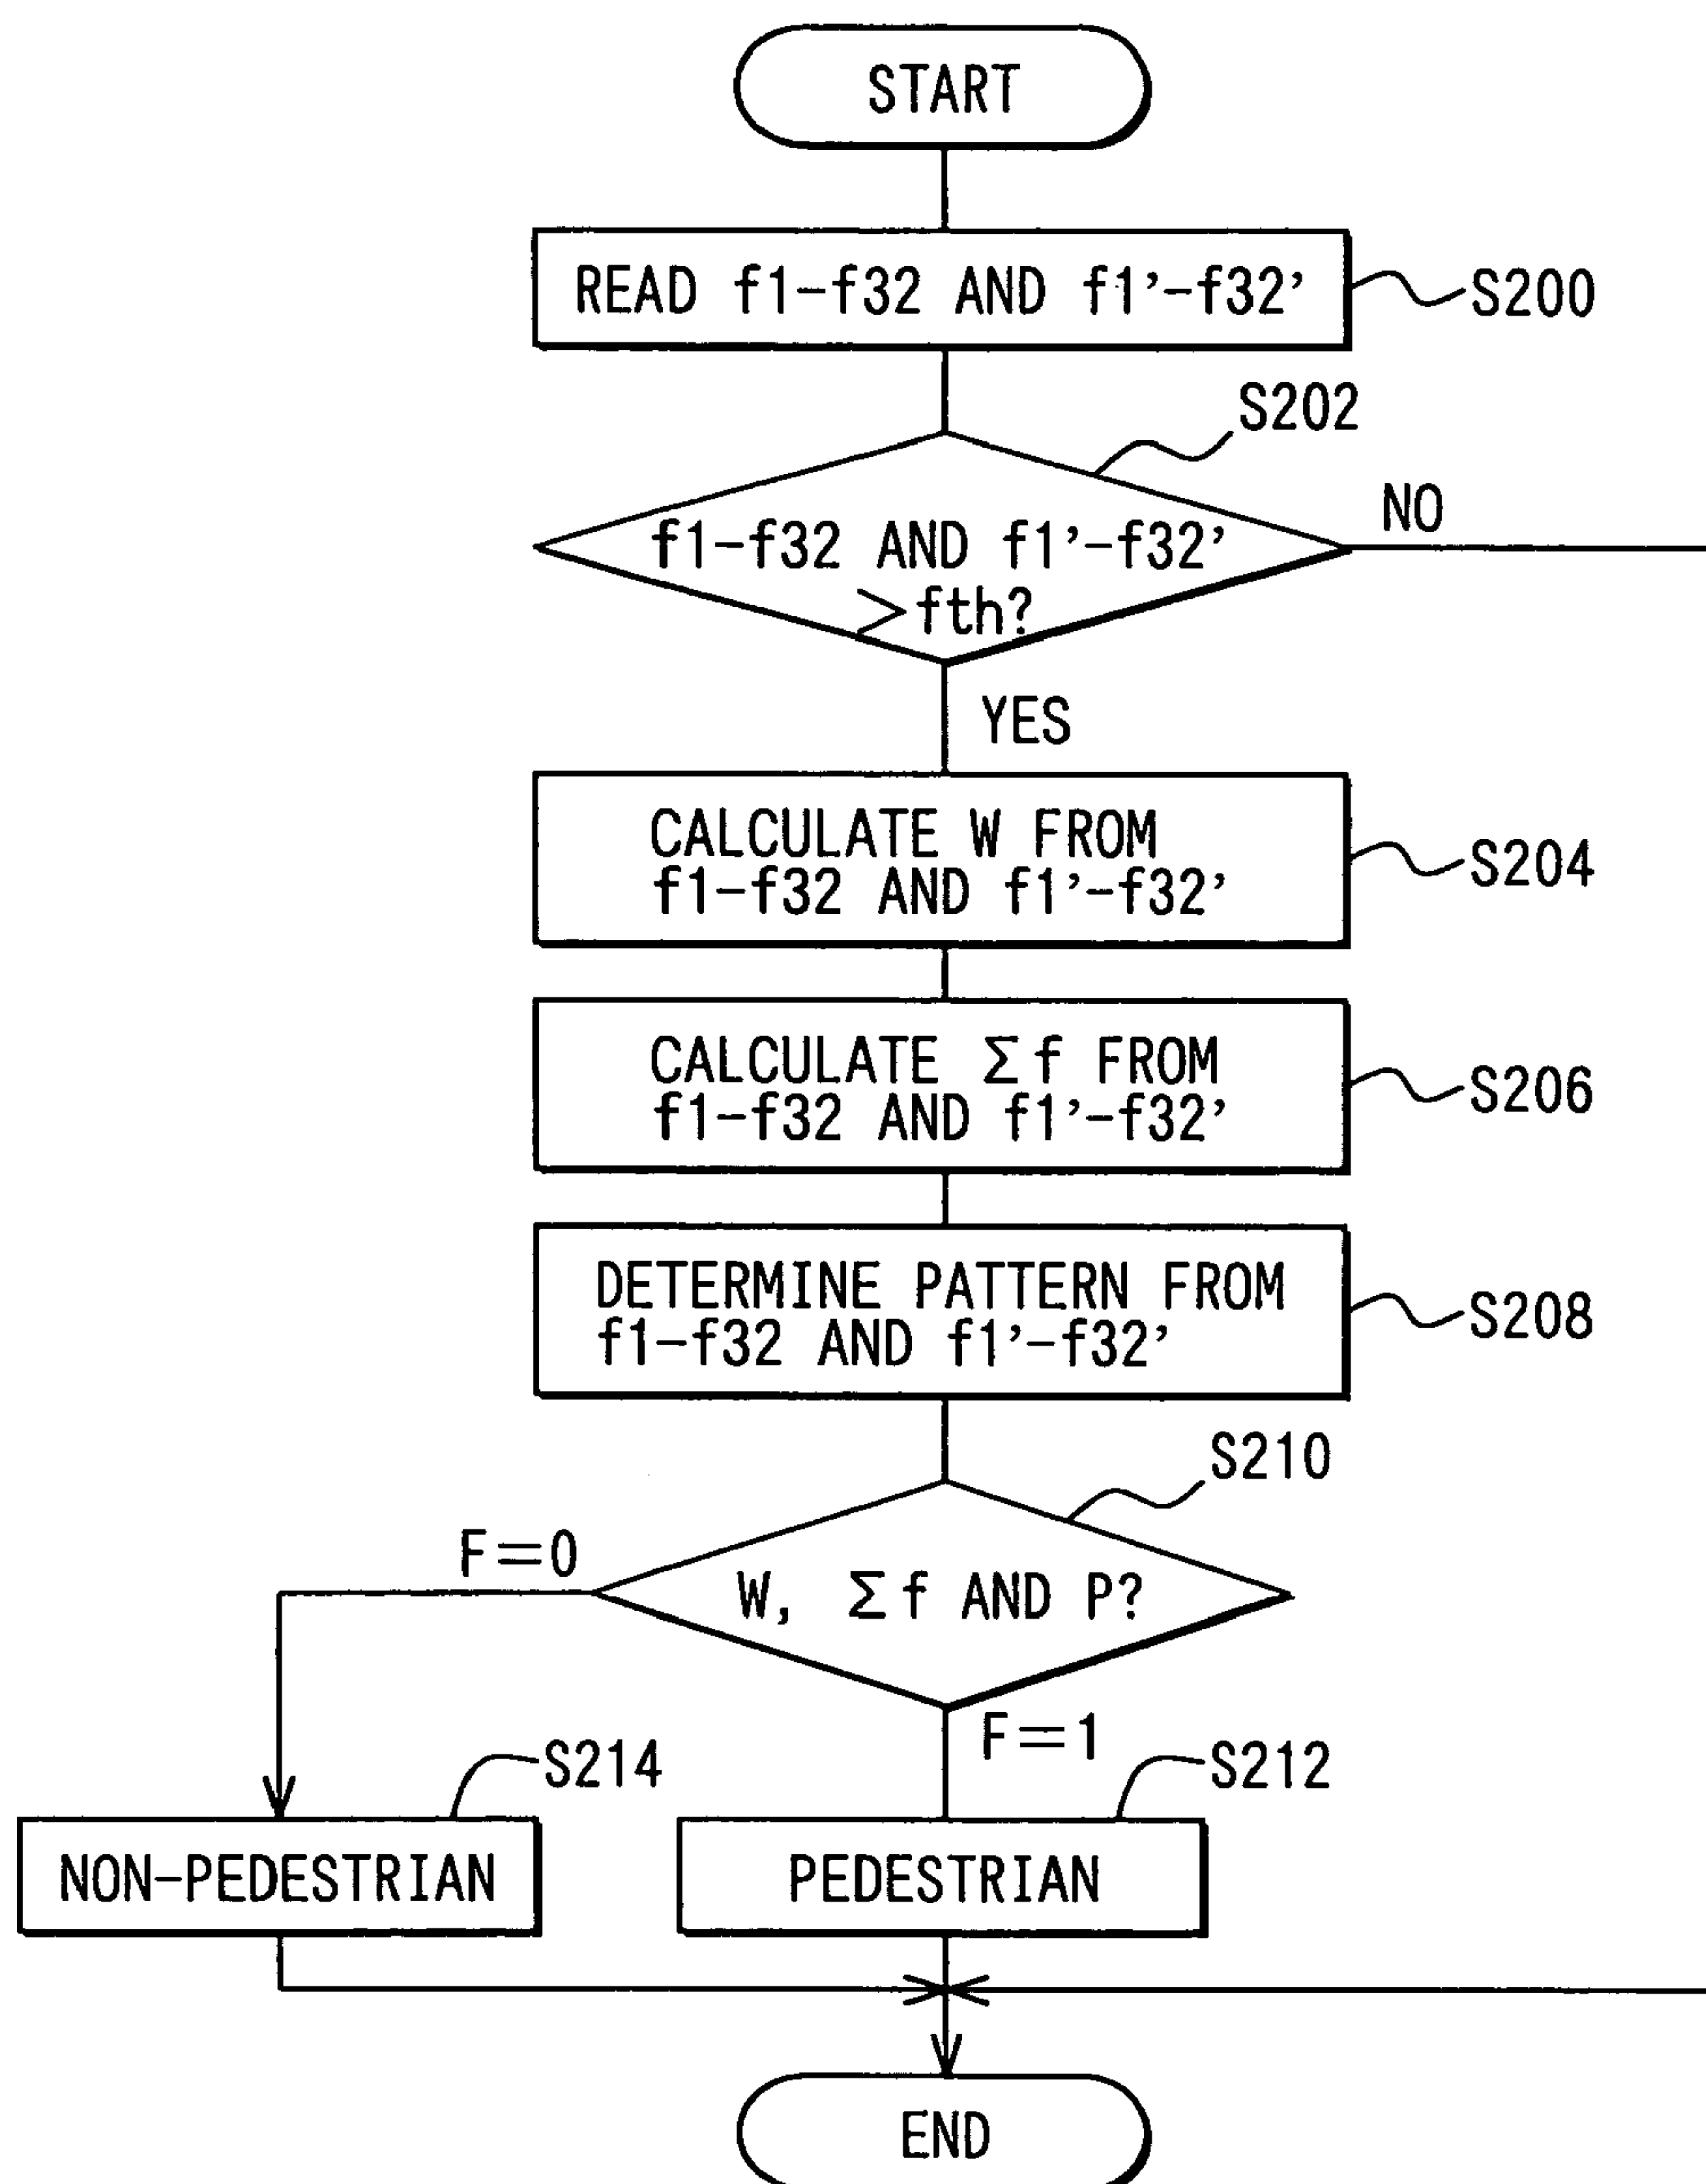 START
READ f1-f32 AND f1'-f32'
S200
S202
f1-f32 AND f1'-f32'
>fth?
NO
YES
CALCULATE W FROM
f1-f32 AND f1'-f32'
S204
CALCULATE Σf FROM
f1-f32 AND f1'-f32'
S206
DETERMINE PATTERN FROM
f1-f32 AND f1'-f32'
S208
S210
F=0
W, Σf AND P?
F=1
S214
S212
NON-PEDESTRIAN
PEDESTRIAN
END